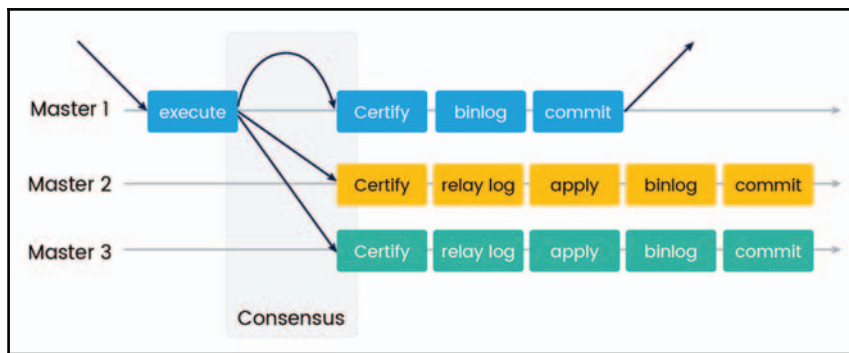 Master 1 execute Certify binlog commit
Master 2 Certify relay log apply binlog commit
Master 3 Certify relay log apply binlog commit
Consensus